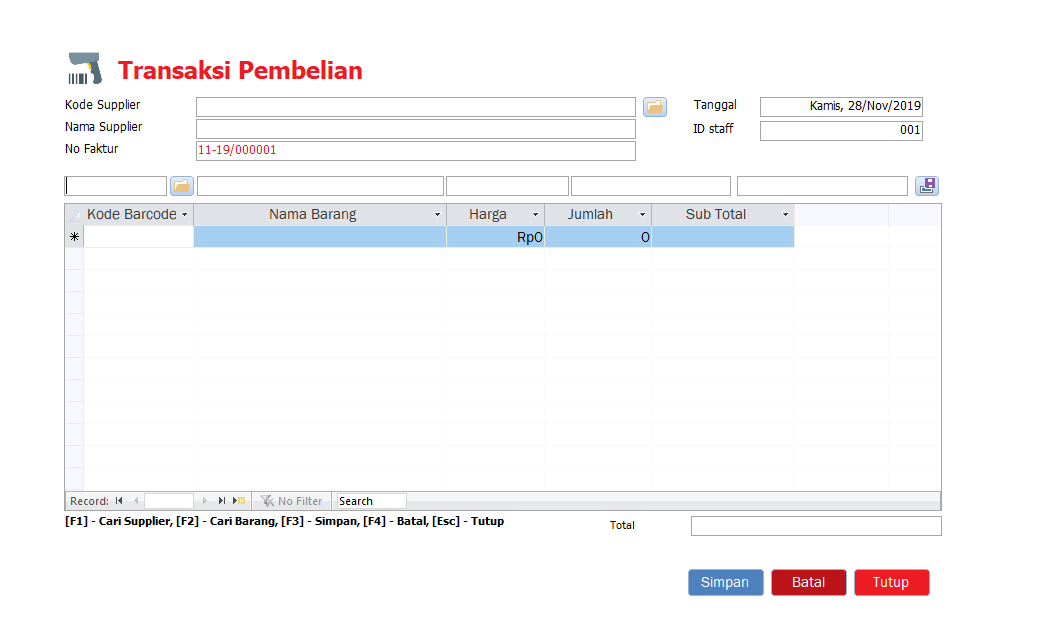 Transaksi Pembelian
Kode Supplier
Tanggal
Kamis, 28/Nov/2019
Nama Supplier
ID staff
001
No Faktur
11-19/000001
Kode Barcode
Nama Barang
Harga
Jumlah
Sub Total
Rp0
0
Record:
No Filter
Search
[F1] - Cari Supplier, [F2] - Cari Barang, [F3] - Simpan, [F4] - Batal, [Esc] - Tutup
Total
Simpan
Batal
Tutup